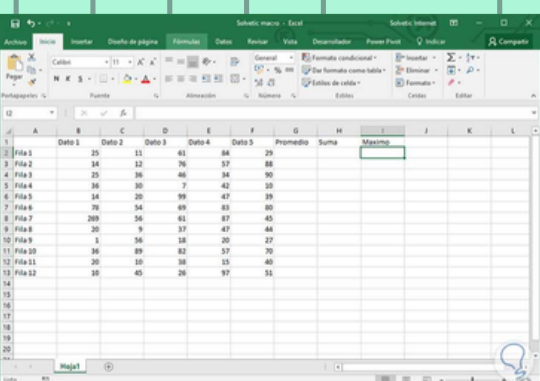 Solvetic macro - Excel
Solvetic Internet
Archivo Inicio Insertar Diseño de página Fórmulas Datos Revisar Vista Desarrollador Power Pivot Indicar Compartir
Calibri 11 General Formato condicional Insertar
Pegar N K S Dar formato como tabla Eliminar
Estilos de celda Formato
Portapapeles Fuente Alineación Número Estilos Celdas Editar
I2 fx
A B C D E F G H I J K L
1 Dato 1 Dato 2 Dato 3 Dato 4 Dato 5 Promedio Suma Maximo
2 Fila 1 25 11 61 84 29
3 Fila 2 14 12 76 57 88
4 Fila 3 25 36 46 34 90
5 Fila 4 36 30 7 42 10
6 Fila 5 14 20 99 47 39
7 Fila 6 78 54 69 83 80
8 Fila 7 269 56 61 87 45
9 Fila 8 20 9 37 47 44
10 Fila 9 1 56 18 20 27
11 Fila 10 36 89 82 57 70
12 Fila 11 20 10 38 15 40
13 Fila 12 10 45 26 97 51
14
15
16
17
18
19
20
Hoja1